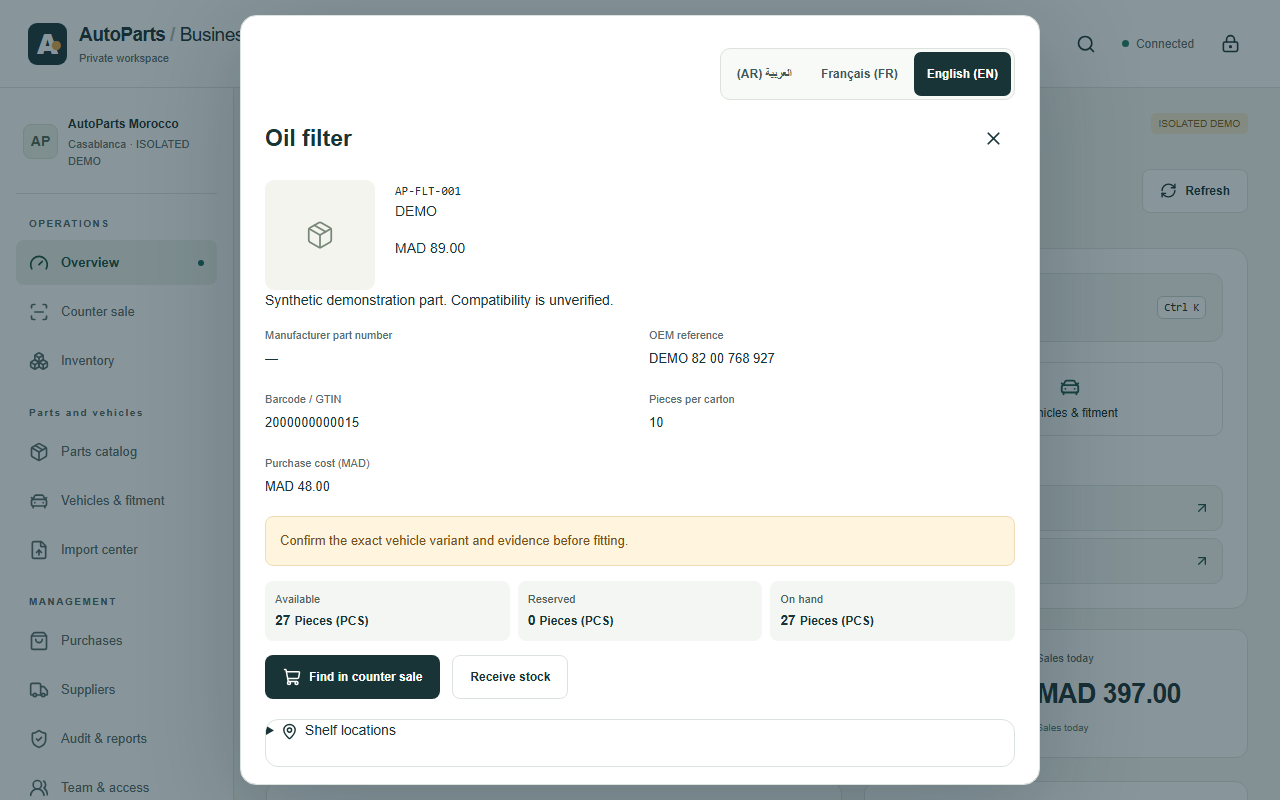 AutoParts / Busines
Private workspace
Connected
العربية (AR)
Français (FR)
English (EN)
AutoParts Morocco
AP
Casablanca · ISOLATED
DEMO
ISOLATED DEMO
Oil filter
Refresh
AP-FLT-001
DEMO
MAD 89.00
Synthetic demonstration part. Compatibility is unverified.
OPERATIONS
Overview
Counter sale
Inventory
Ctrl K
Manufacturer part number
—
OEM reference
DEMO 82 00 768 927
Barcode / GTIN
2000000000015
Pieces per carton
10
hicles & fitment
Parts and vehicles
Parts catalog
Vehicles & fitment
Import center
Purchase cost (MAD)
MAD 48.00
Confirm the exact vehicle variant and evidence before fitting.
Available
27 Pieces (PCS)
Reserved
0 Pieces (PCS)
On hand
27 Pieces (PCS)
MANAGEMENT
Purchases
Suppliers
Audit & reports
Team & access
Find in counter sale
Receive stock
Sales today
MAD 397.00
Sales today
Shelf locations